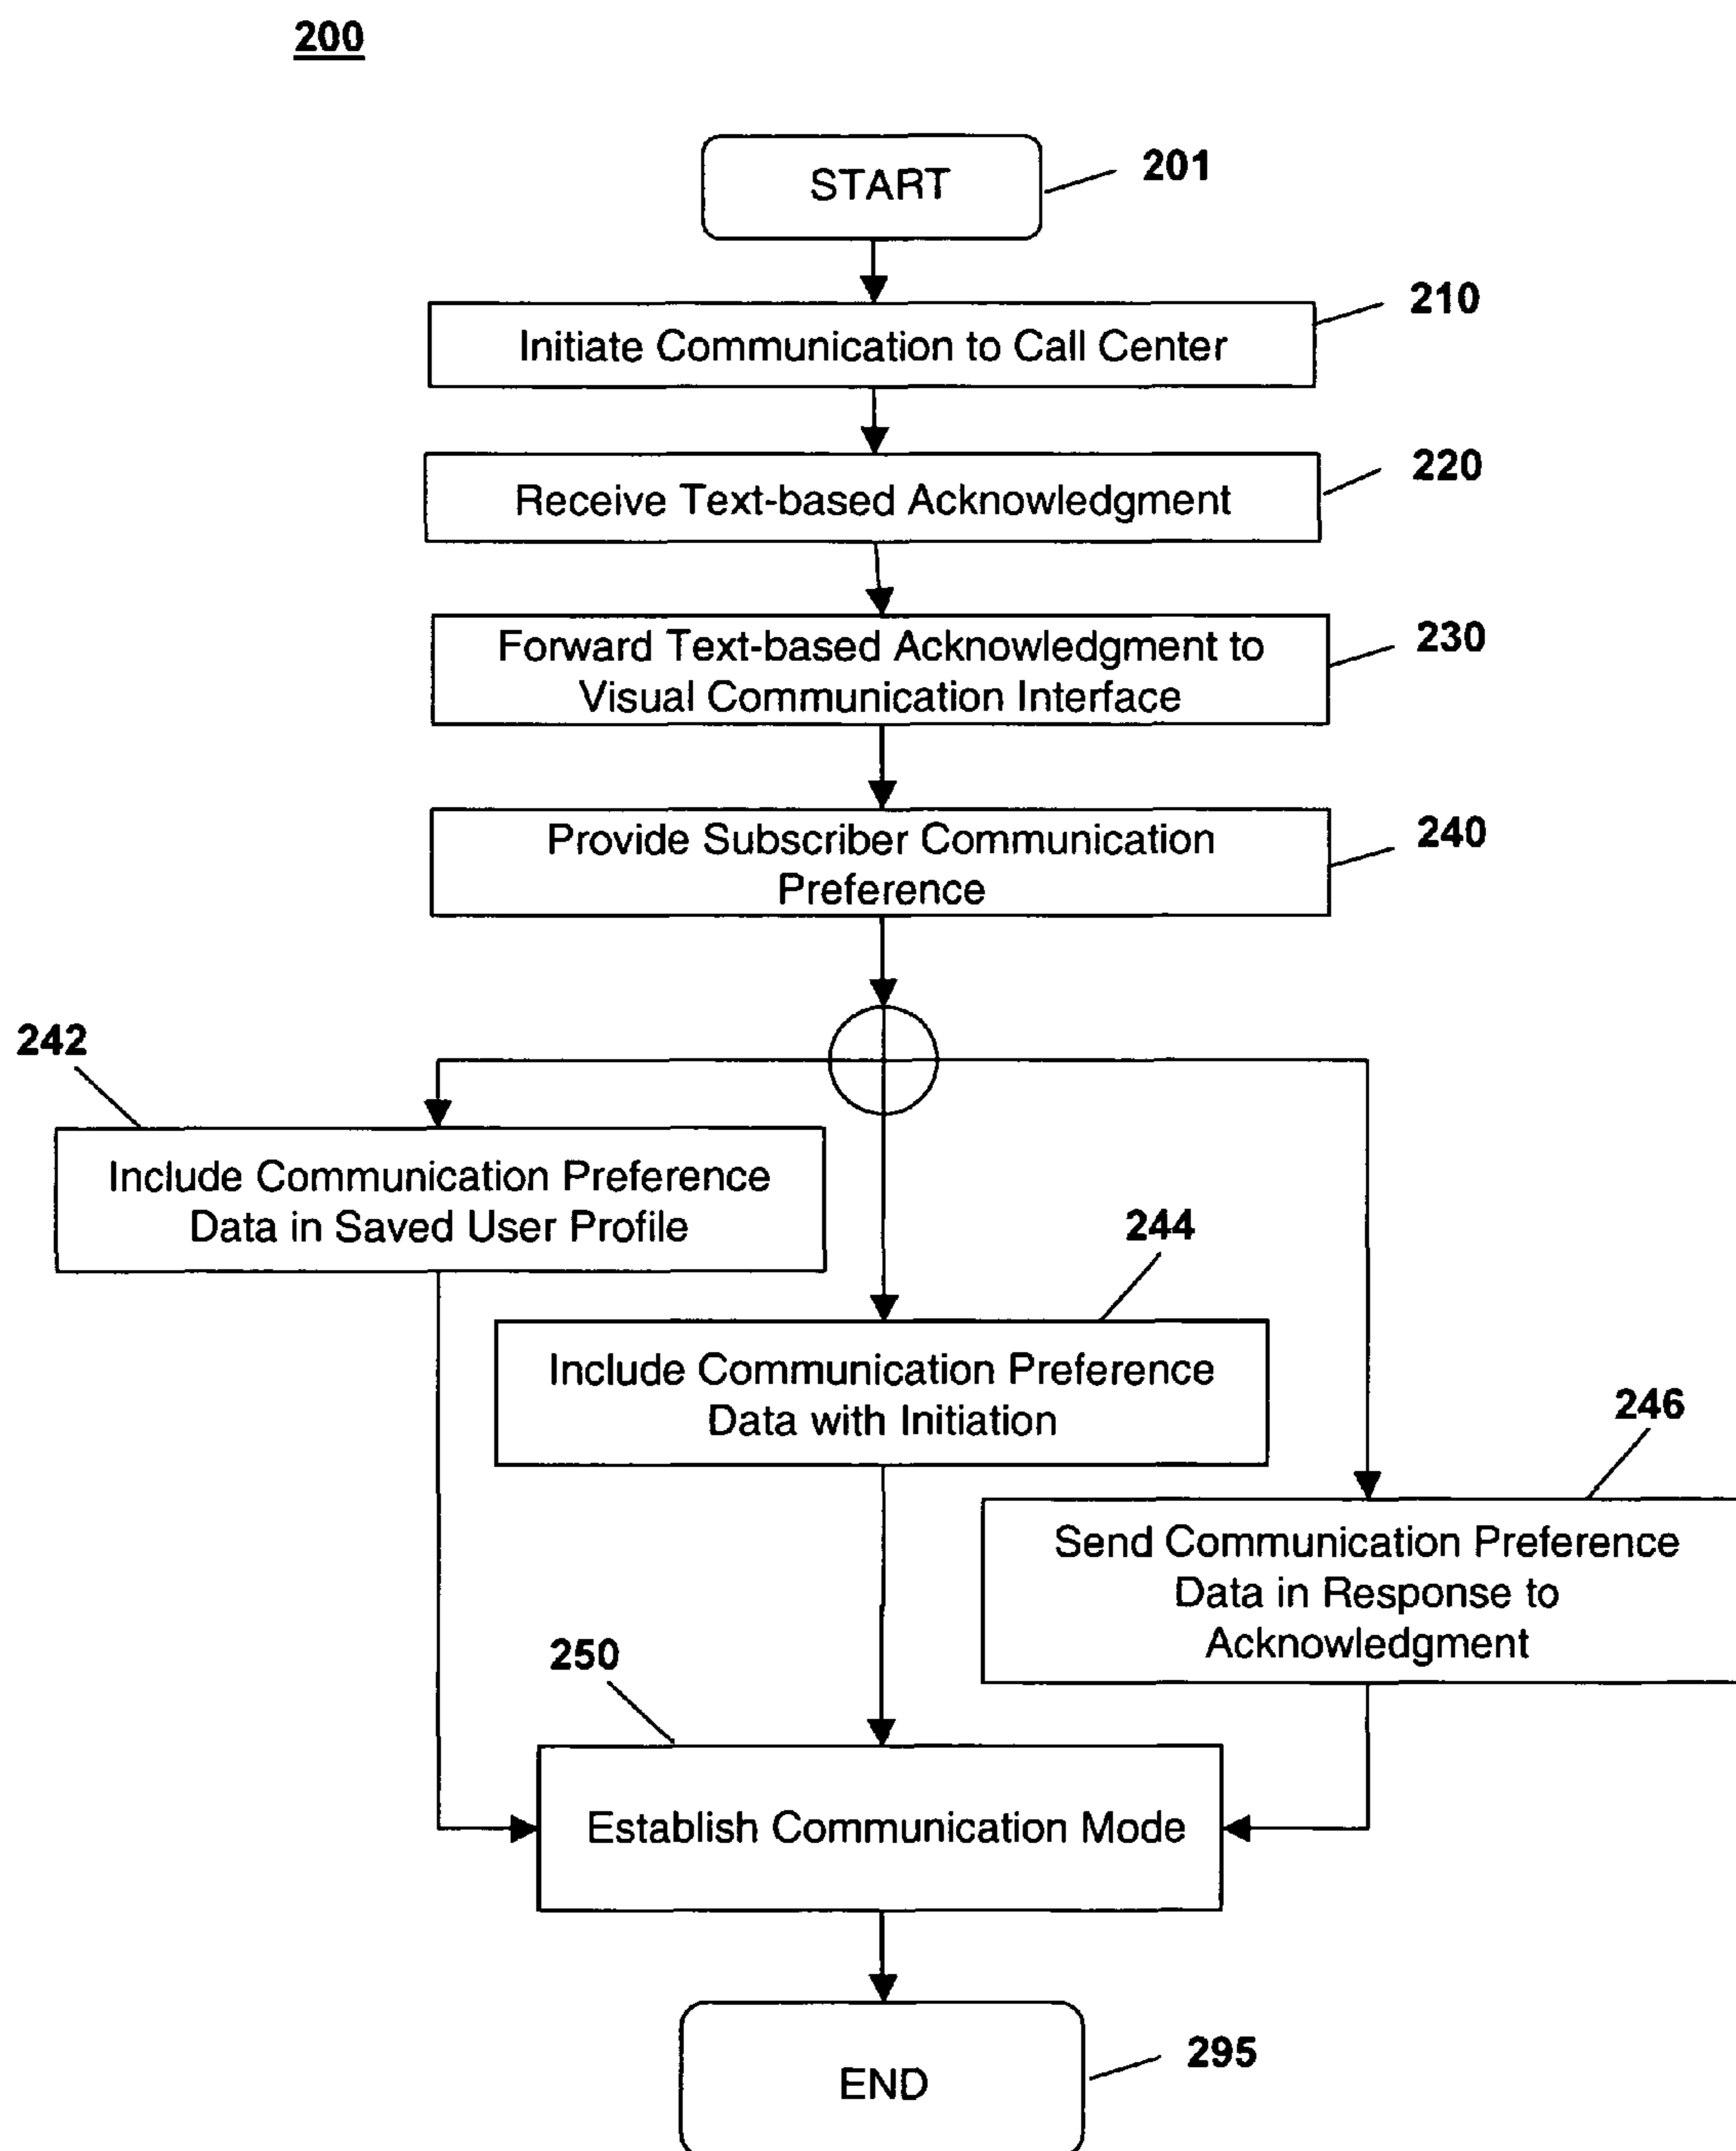 200
START
201
210
Initiate Communication to Call Center
220
Receive Text-based Acknowledgment
230
Forward Text-based Acknowledgment to
Visual Communication Interface
240
Provide Subscriber Communication
Preference
242
Include Communication Preference
Data in Saved User Profile
244
Include Communication Preference
Data with Initiation
246
Send Communication Preference
Data in Response to
Acknowledgment
250
Establish Communication Mode
END
295